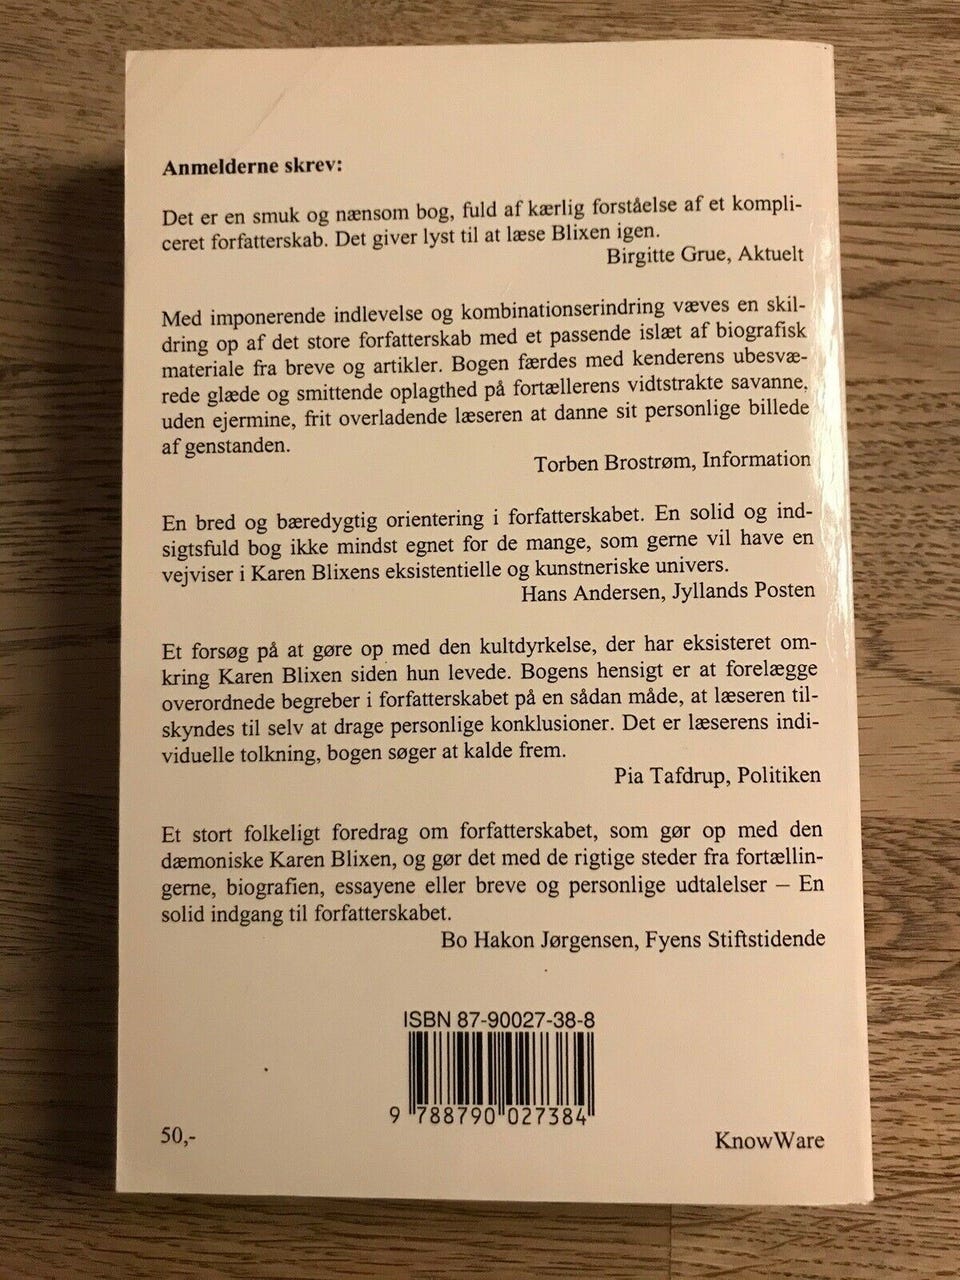 Anmelderne skrev:
Det er en smuk og nænsom bog, fuld af kærlig forståelse af et kompli-
ceret forfatterskab. Det giver lyst til at læse Blixen igen.
Birgitte Grue, Aktuelt
Med imponerende indlevelse og kombinationserindring væves en skil-
dring op af det store forfatterskab med et passende islæt af biografisk
materiale fra breve og artikler. Bogen færdes med kenderens ubesvæ-
rede glæde og smittende oplagthed på fortællerens vidtstrakte savanne,
uden ejermine, frit overladende læseren at danne sit personlige billede
af genstanden.
Torben Brostrøm, Information
En bred og bæredygtig orientering i forfatterskabet. En solid og ind-
sigtsfuld bog ikke mindst egnet for de mange, som gerne vil have en
vejviser i Karen Blixens eksistentielle og kunstneriske univers.
Hans Andersen, Jyllands Posten
Et forsøg på at gøre op med den kultdyrkelse, der har eksisteret om-
kring Karen Blixen siden hun levede. Bogens hensigt er at forelægge
overordnede begreber i forfatterskabet på en sådan måde, at læseren til-
skyndes til selv at drage personlige konklusioner. Det er læserens indi-
viduelle tolkning, bogen søger at kalde frem.
Pia Tafdrup, Politiken
Et stort folkeligt foredrag om forfatterskabet, som gør op med den
dæmoniske Karen Blixen, og gør det med de rigtige steder fra fortællin-
gerne, biografien, essayene eller breve og personlige udtalelser – En
solid indgang til forfatterskabet.
Bo Hakon Jørgensen, Fyens Stiftstidende
ISBN 87-90027-38-8
9 788790 027384
50,-
KnowWare